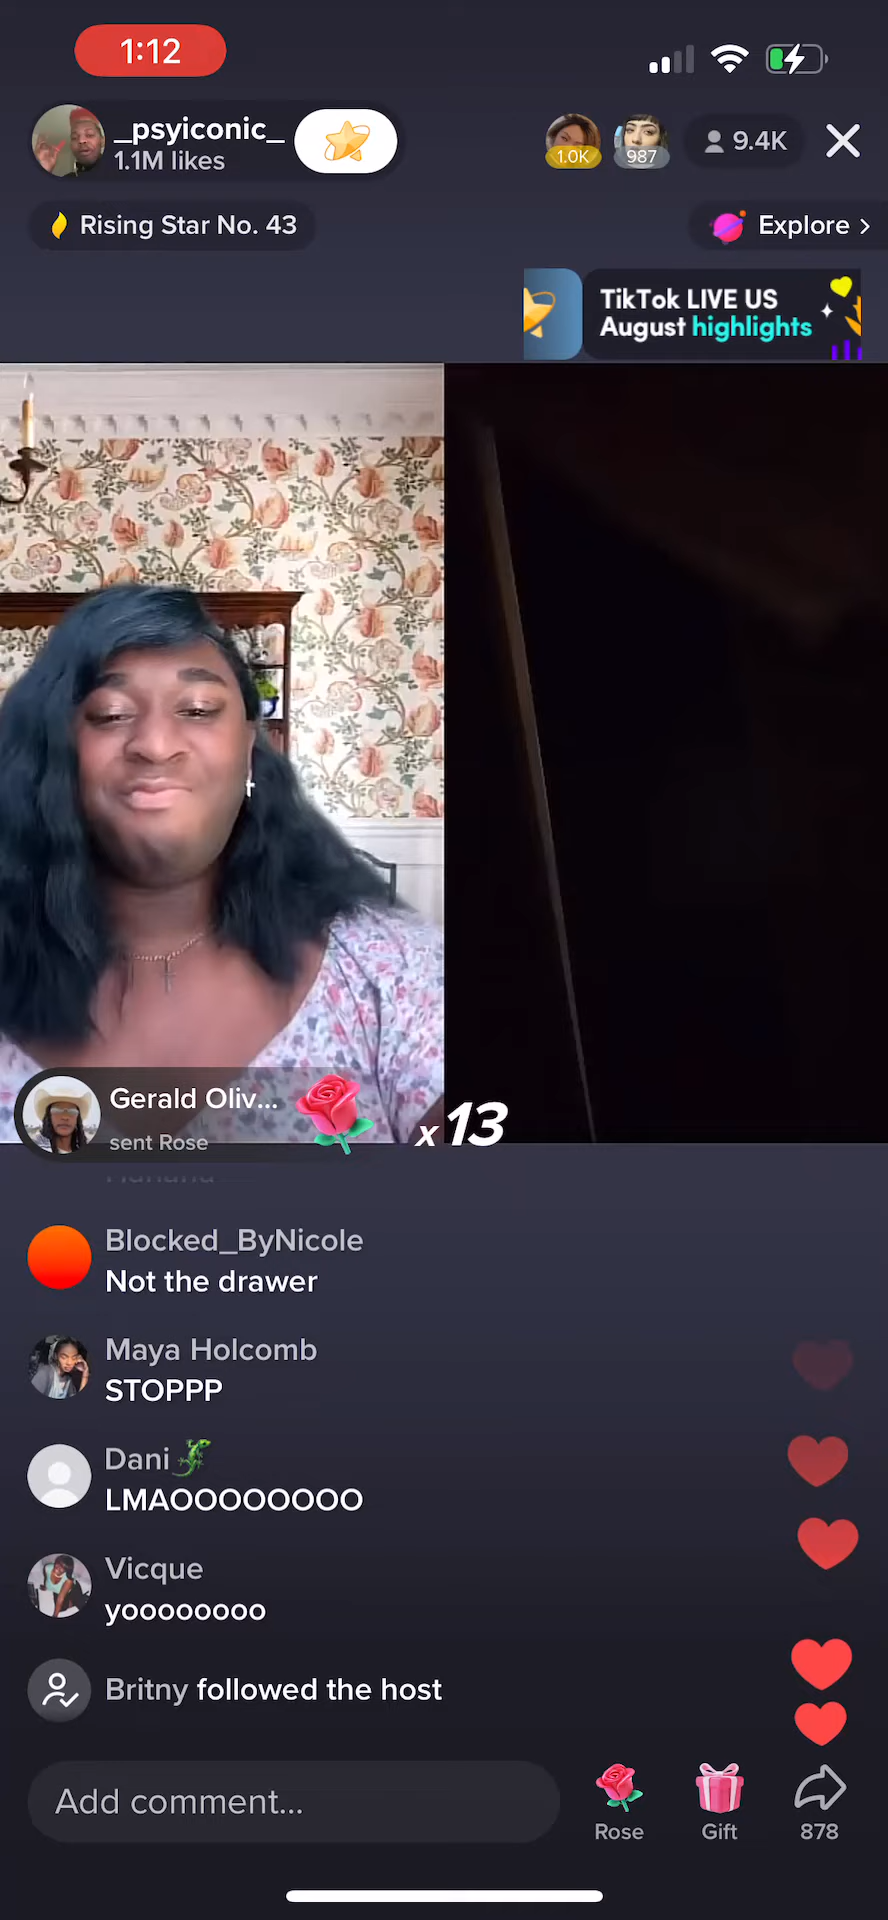 1:12
_psyiconic_
1.1M likes
1.0K
987
9.4K
Rising Star No. 43
Explore >
TikTok LIVE US
August highlights
Gerald Oliv...
sent Rose
x13
Blocked_ByNicole
Not the drawer
Maya Holcomb
STOPPP
Dani🦎
LMAOOOOOOOO
Vicque
yoooooooo
Britny followed the host
Add comment...
Rose
Gift
878